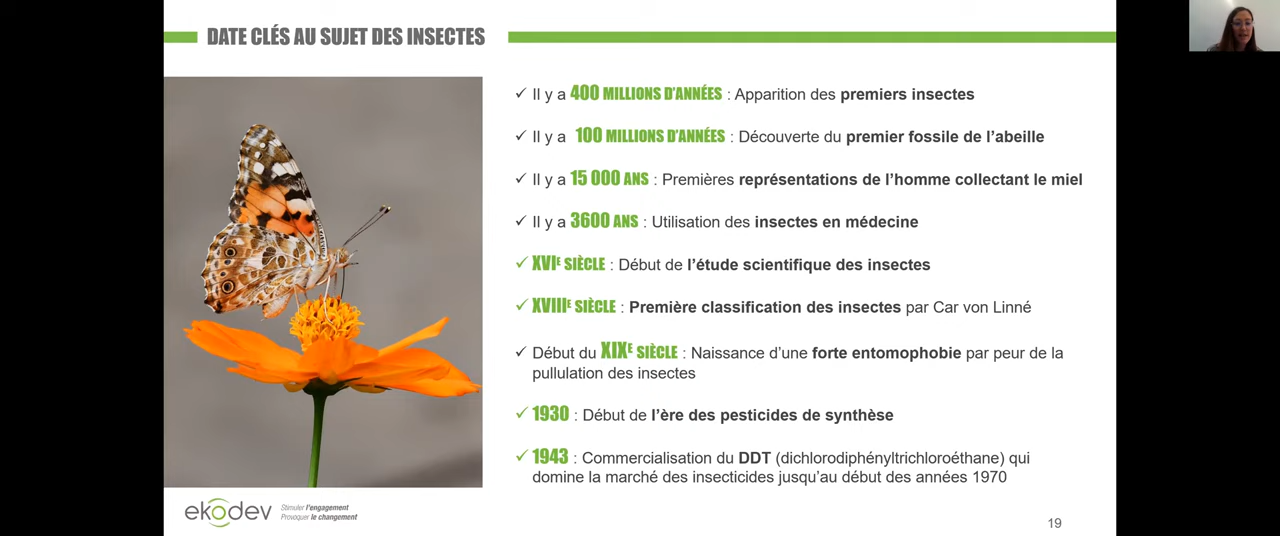 DATE CLÉS AU SUJET DES INSECTES
✓ Il y a 400 MILLIONS D'ANNÉES : Apparition des premiers insectes
✓ Il y a 100 MILLIONS D'ANNÉES : Découverte du premier fossile de l'abeille
✓ Il y a 15 000 ANS : Premières représentations de l'homme collectant le miel
✓ Il y a 3600 ANS : Utilisation des insectes en médecine
✓ XVIE SIÈCLE : Début de l'étude scientifique des insectes
✓ XVIIIE SIÈCLE : Première classification des insectes par Car von Linné
✓ Début du XIXE SIÈCLE : Naissance d'une forte entomophobie par peur de la
pullulation des insectes
✓ 1930 : Début de l'ère des pesticides de synthèse
✓ 1943 : Commercialisation du DDT (dichlorodiphényltrichloroéthane) qui
domine la marché des insecticides jusqu'au début des années 1970
ekodev
Stimuler l'engagement
Provoquer le changement
19